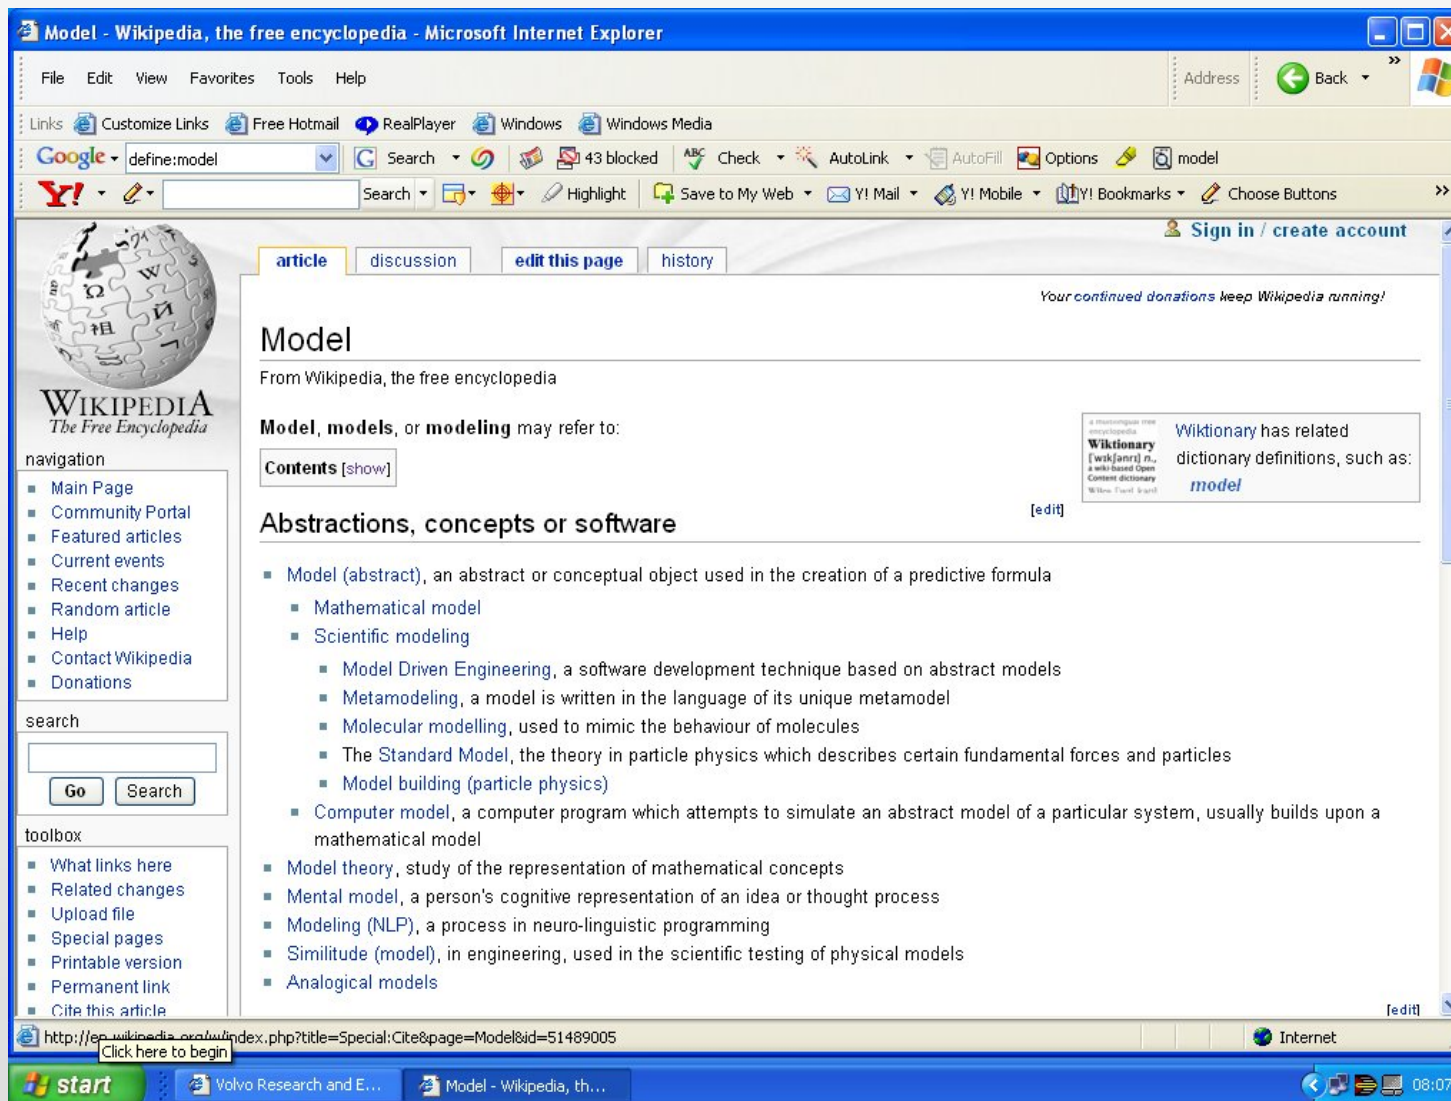 Model - Wikipedia, the free encyclopedia - Microsoft Internet Explorer
File Edit View Favorites Tools Help Address Back »
Links Customize Links Free Hotmail RealPlayer Windows Windows Media
Google define:model Search 43 blocked ABC Check AutoLink AutoFill Options model
Y! Search Highlight Save to My Web Y! Mail Y! Mobile Y! Bookmarks Choose Buttons »
Sign in / create account
article discussion edit this page history
Your continued donations keep Wikipedia running!
Ω W И 祖
WIKIPEDIA
The Free Encyclopedia
Model
From Wikipedia, the free encyclopedia
Model, models, or modeling may refer to:
Contents [show]
Wiktionary
['wɪkʃənrɪ] n.,
a wiki-based Open
Content dictionary
Wiktionary has related
dictionary definitions, such as:
model
navigation
Main Page
Community Portal
Featured articles
Current events
Recent changes
Random article
Help
Contact Wikipedia
Donations
search
Go Search
toolbox
What links here
Related changes
Upload file
Special pages
Printable version
Permanent link
Cite this article
[edit]
Abstractions, concepts or software
Model (abstract), an abstract or conceptual object used in the creation of a predictive formula
Mathematical model
Scientific modeling
Model Driven Engineering, a software development technique based on abstract models
Metamodeling, a model is written in the language of its unique metamodel
Molecular modelling, used to mimic the behaviour of molecules
The Standard Model, the theory in particle physics which describes certain fundamental forces and particles
Model building (particle physics)
Computer model, a computer program which attempts to simulate an abstract model of a particular system, usually builds upon a
mathematical model
Model theory, study of the representation of mathematical concepts
Mental model, a person's cognitive representation of an idea or thought process
Modeling (NLP), a process in neuro-linguistic programming
Similitude (model), in engineering, used in the scientific testing of physical models
Analogical models
[edit]
http://en.wikipedia.org/w/index.php?title=Special:Cite&page=Model&id=51489005 Internet
Click here to begin
start Volvo Research and E... Model - Wikipedia, th... 08:07